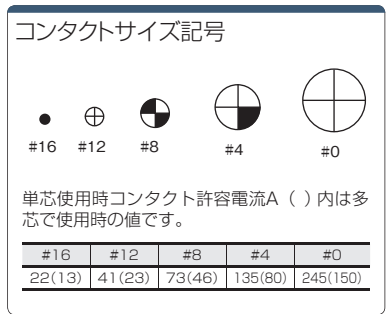 コンタクトサイズ記号
#16 #12 #8 #4 #0
単芯使用時コンタクト許容電流A（ ）内は多
芯で使用時の値です。
#16 #12 #8 #4 #0
22(13) 41(23) 73(46) 135(80) 245(150)